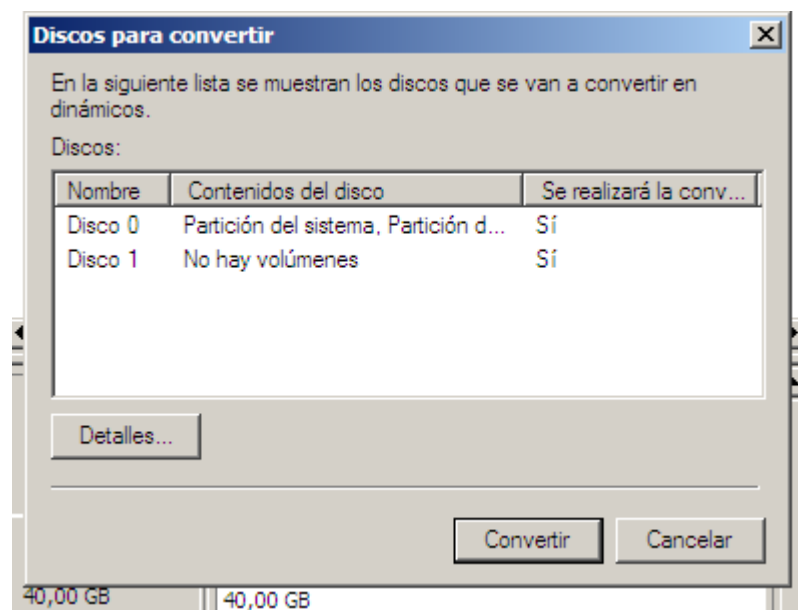 Discos para convertir
En la siguiente lista se muestran los discos que se van a convertir en
dinámicos.
Discos:
Nombre Contenidos del disco Se realizará la conv...
Disco 0 Partición del sistema, Partición d... Sí
Disco 1 No hay volúmenes Sí
Detalles...
Convertir Cancelar
40,00 GB 40,00 GB